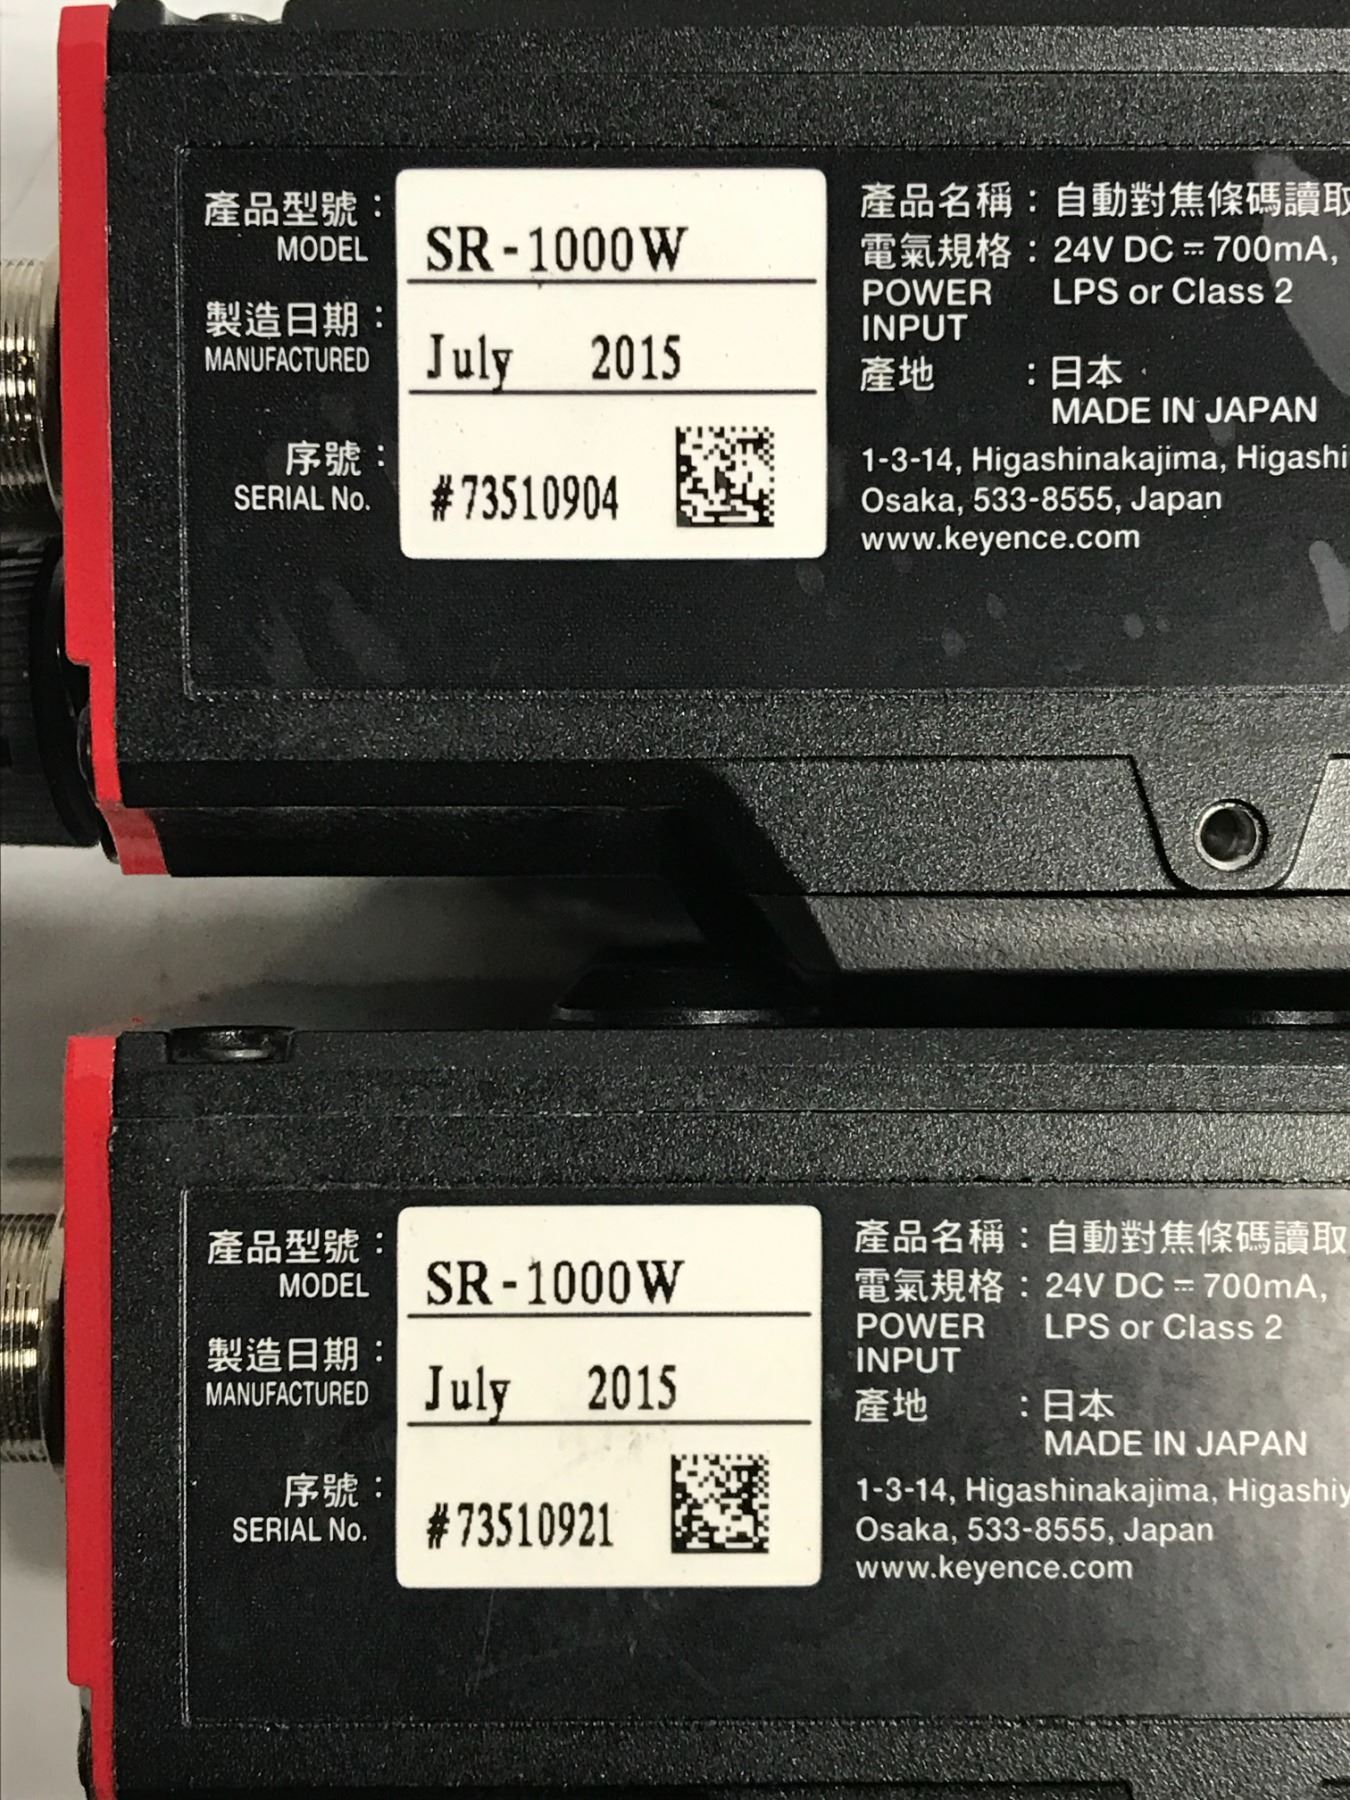 產品型號：
MODEL
SR-1000W
製造日期：
MANUFACTURED
July 2015
序號：
SERIAL No.
#73510904
產品名稱：自動對焦條碼讀取
電氣規格：24V DC ⎓ 700mA,
POWER INPUT LPS or Class 2
產地：日本
MADE IN JAPAN
1-3-14, Higashinakajima, Higashi
Osaka, 533-8555, Japan
www.keyence.com
產品型號：
MODEL
SR-1000W
製造日期：
MANUFACTURED
July 2015
序號：
SERIAL No.
#73510921
產品名稱：自動對焦條碼讀取
電氣規格：24V DC ⎓ 700mA,
POWER INPUT LPS or Class 2
產地：日本
MADE IN JAPAN
1-3-14, Higashinakajima, Higashiy
Osaka, 533-8555, Japan
www.keyence.com